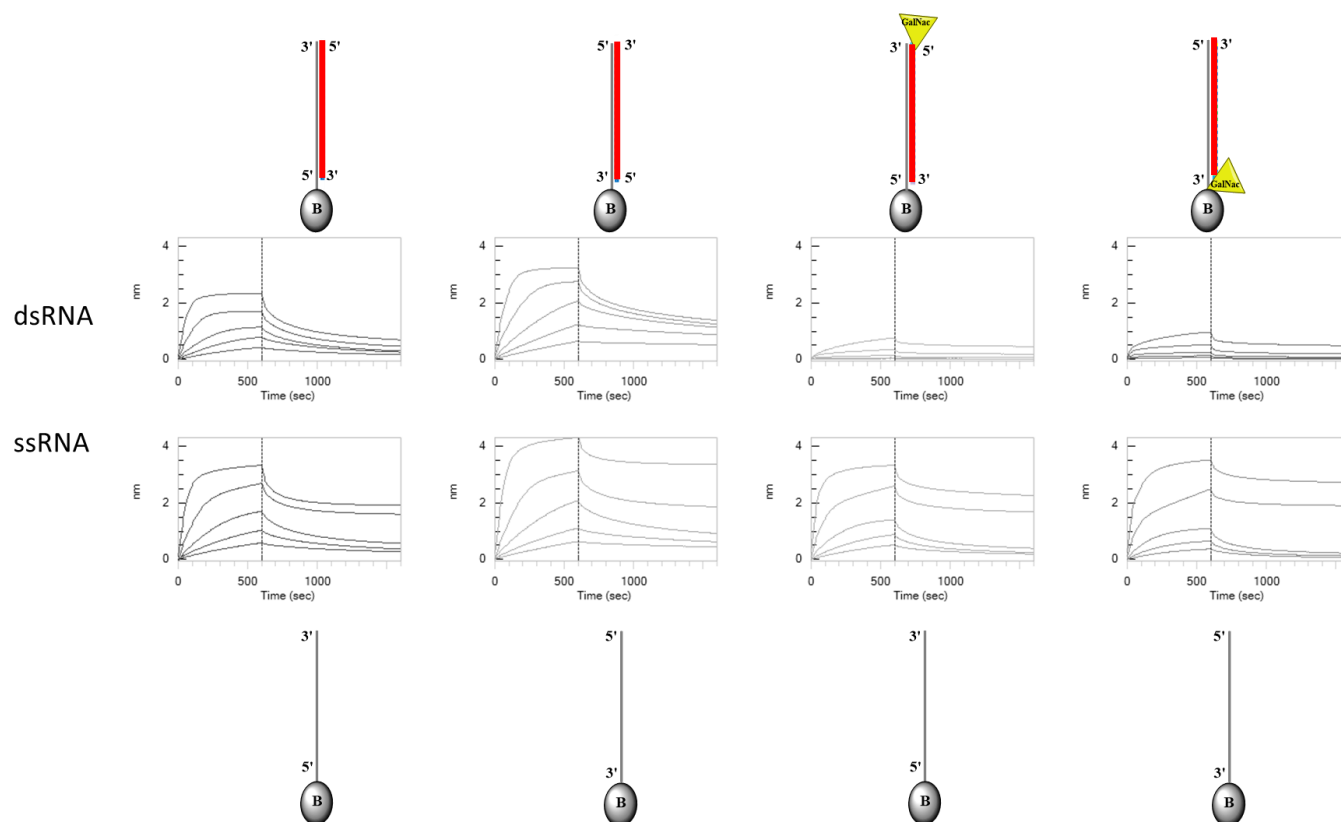 GalNac
3' 5' 5' 3' 3' 5' 5' 3'
5' 3' 3' 5' 5' 3' 3' GalNac
B B B B
dsRNA
4 4 4 4
nm nm nm nm
2 2 2 2
0 0 0 0
0 500 1000 0 500 1000 0 500 1000 0 500 1000
Time (sec) Time (sec) Time (sec) Time (sec)
ssRNA
4 4 4 4
nm nm nm nm
2 2 2 2
0 0 0 0
0 500 1000 0 500 1000 0 500 1000 0 500 1000
Time (sec) Time (sec) Time (sec) Time (sec)
3' 5' 3' 5'
5' 3' 5' 3'
B B B B